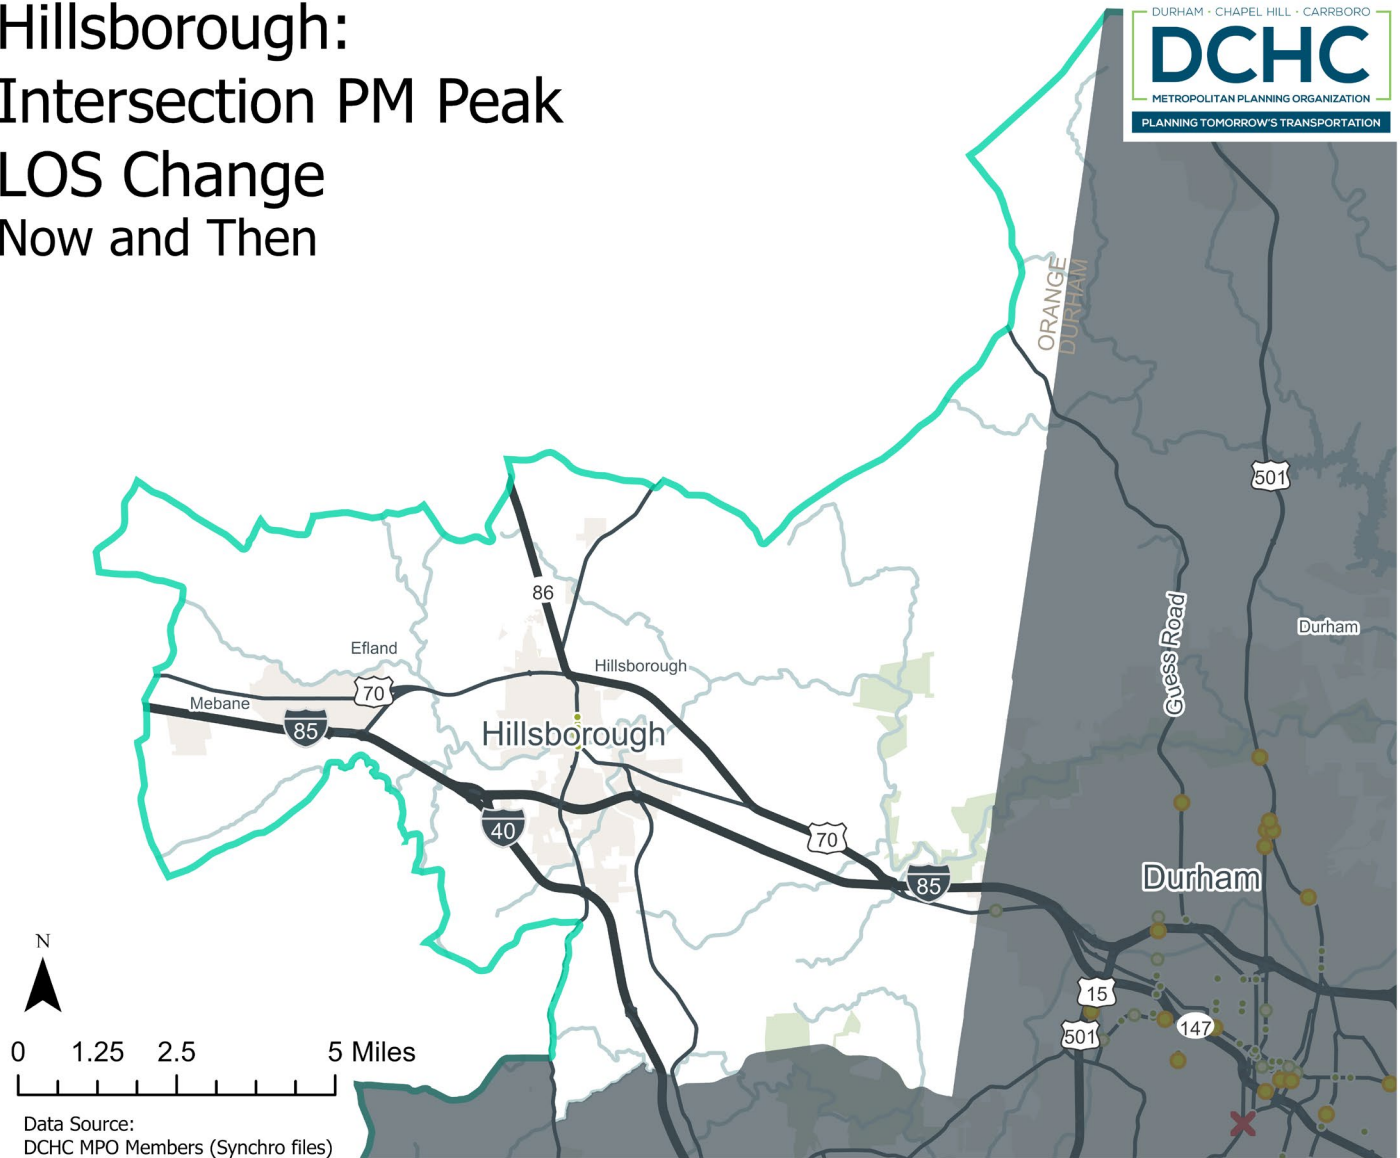 Hillsborough:
Intersection PM Peak
LOS Change
Now and Then
DURHAM · CHAPEL HILL · CARRBORO
DCHC
METROPOLITAN PLANNING ORGANIZATION
PLANNING TOMORROW'S TRANSPORTATION
ORANGE
DURHAM
501
86
Guess Road
Durham
Efland
Hillsborough
70
Mebane
85
Hillsborough
40
70
85
Durham
15
501
147
N
0 1.25 2.5 5 Miles
Data Source:
DCHC MPO Members (Synchro files)